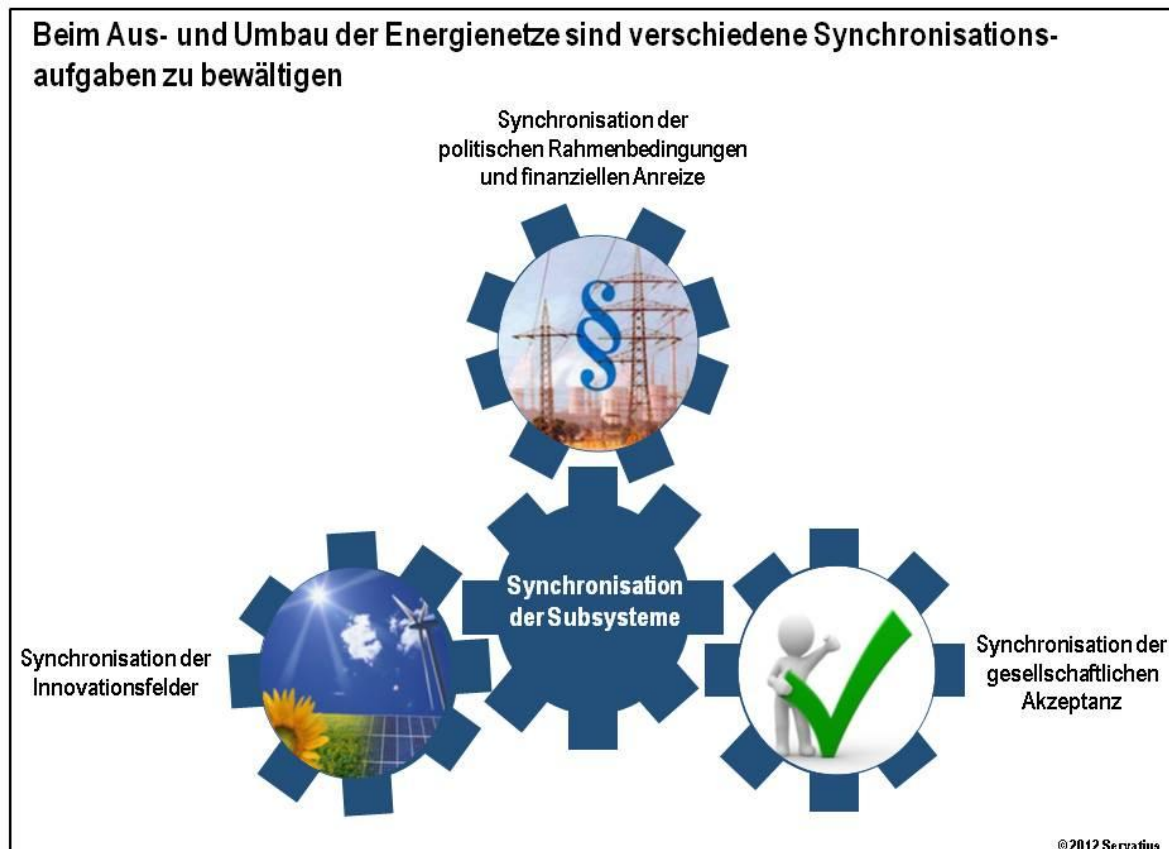 Beim Aus- und Umbau der Energienetze sind verschiedene Synchronisations-
aufgaben zu bewältigen
Synchronisation der
politischen Rahmenbedingungen
und finanziellen Anreize
§
Synchronisation
der Subsysteme
Synchronisation der
Innovationsfelder
Synchronisation der
gesellschaftlichen
Akzeptanz
©2012 Servatius